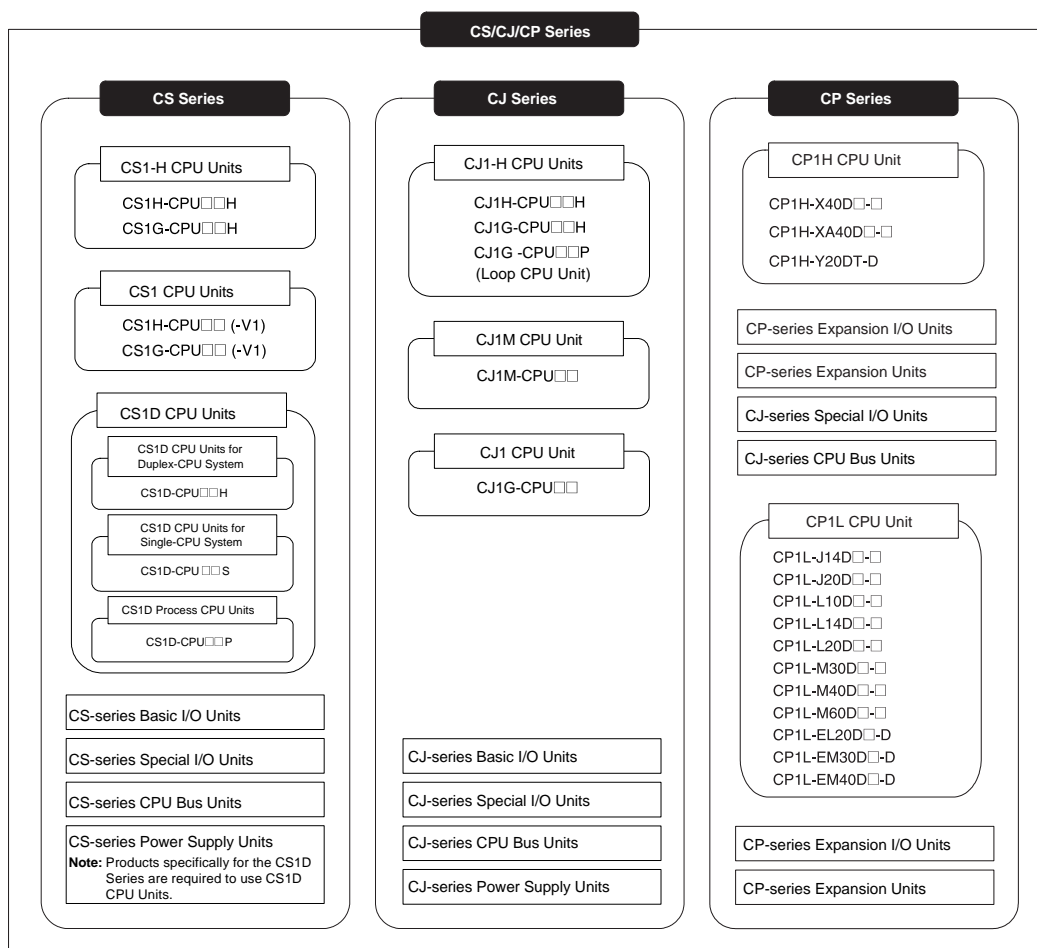 CS/CJ/CP Series
CS Series
CS1-H CPU Units
CS1H-CPU□□H
CS1G-CPU□□H
CS1 CPU Units
CS1H-CPU□□ (-V1)
CS1G-CPU□□ (-V1)
CS1D CPU Units
CS1D CPU Units for
Duplex-CPU System
CS1D-CPU□□H
CS1D CPU Units for
Single-CPU System
CS1D-CPU □□ S
CS1D Process CPU Units
CS1D-CPU□□P
CS-series Basic I/O Units
CS-series Special I/O Units
CS-series CPU Bus Units
CS-series Power Supply Units
Note: Products specifically for the CS1D
Series are required to use CS1D
CPU Units.
CJ Series
CJ1-H CPU Units
CJ1H-CPU□□H
CJ1G-CPU□□H
CJ1G -CPU□□P
(Loop CPU Unit)
CJ1M CPU Unit
CJ1M-CPU□□
CJ1 CPU Unit
CJ1G-CPU□□
CJ-series Basic I/O Units
CJ-series Special I/O Units
CJ-series CPU Bus Units
CJ-series Power Supply Units
CP Series
CP1H CPU Unit
CP1H-X40D□-□
CP1H-XA40D□-□
CP1H-Y20DT-D
CP-series Expansion I/O Units
CP-series Expansion Units
CJ-series Special I/O Units
CJ-series CPU Bus Units
CP1L CPU Unit
CP1L-J14D□-□
CP1L-J20D□-□
CP1L-L10D□-□
CP1L-L14D□-□
CP1L-L20D□-□
CP1L-M30D□-□
CP1L-M40D□-□
CP1L-M60D□-□
CP1L-EL20D□-D
CP1L-EM30D□-D
CP1L-EM40D□-D
CP-series Expansion I/O Units
CP-series Expansion Units